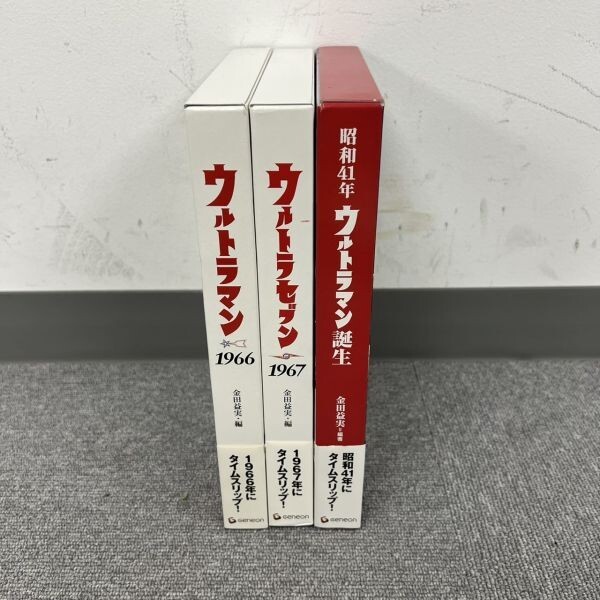 ウルトラマン
1966
金田益実・編
1966年に
タイムスリップ!
Geneon
ウルトラセブン
1967
金田益実・編
1967年に
タイムスリップ!
Geneon
昭和41年
ウルトラマン誕生
金田益実=編著
昭和41年に
タイムスリップ!
Geneon